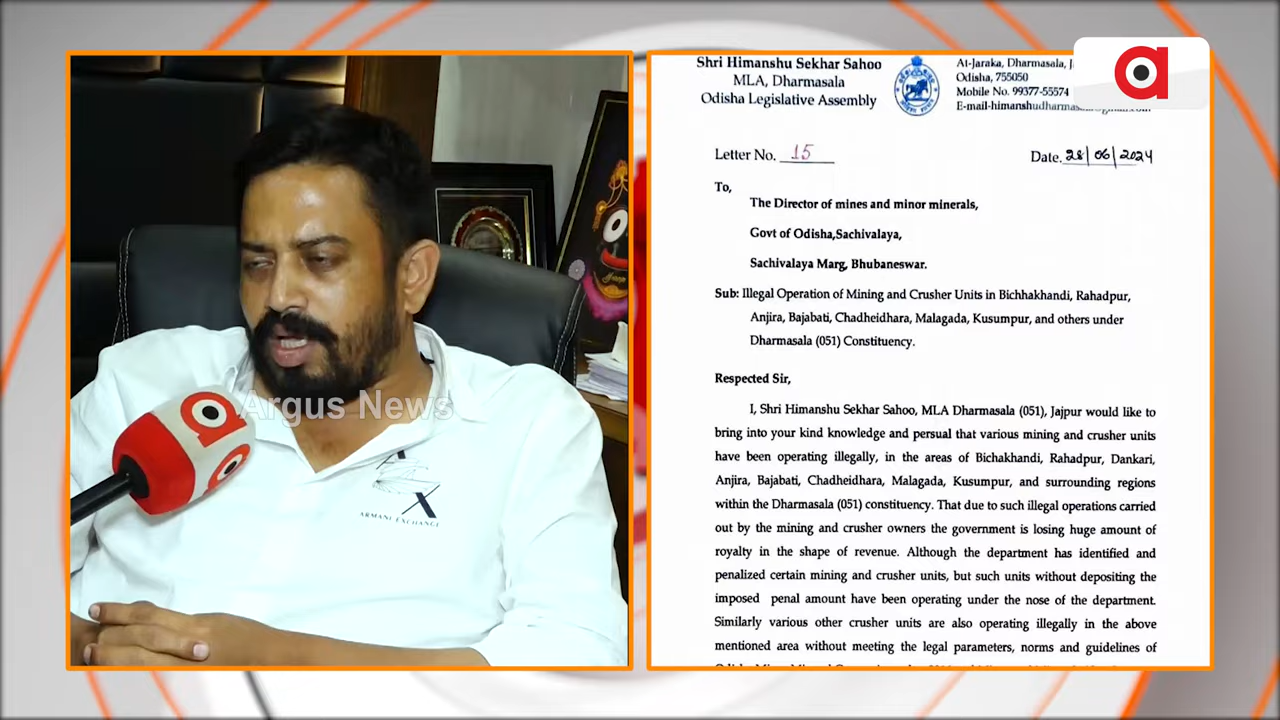 Argus News
ARMANI EXCHANGE
Shri Himanshu Sekhar Sahoo
MLA, Dharmasala
Odisha Legislative Assembly
At-Jaraka, Dharmasala,
Odisha, 755050
Mobile No. 99377-55574
Letter No. 15
Date. 28/06/2024
To,
The Director of mines and minor minerals,
Govt of Odisha,Sachivalaya,
Sachivalaya Marg, Bhubaneswar.
Sub: Illegal Operation of Mining and Crusher Units in Bichhakhandi, Rahadpur,
Anjira, Bajabati, Chadheidhara, Malagada, Kusumpur, and others under
Dharmasala (051) Constituency.
Respected Sir,
I, Shri Himanshu Sekhar Sahoo, MLA Dharmasala (051), Jajpur would like to
bring into your kind knowledge and persual that various mining and crusher units
have been operating illegally, in the areas of Bichakhandi, Rahadpur, Dankari,
Anjira, Bajabati, Chadheidhara, Malagada, Kusumpur, and surrounding regions
within the Dharmasala (051) constituency. That due to such illegal operations carried
out by the mining and crusher owners the government is losing huge amount of
royalty in the shape of revenue. Although the department has identified and
penalized certain mining and crusher units, but such units without depositing the
imposed penal amount have been operating under the nose of the department.
Similarly various other crusher units are also operating illegally in the above
mentioned area without meeting the legal parameters, norms and guidelines of